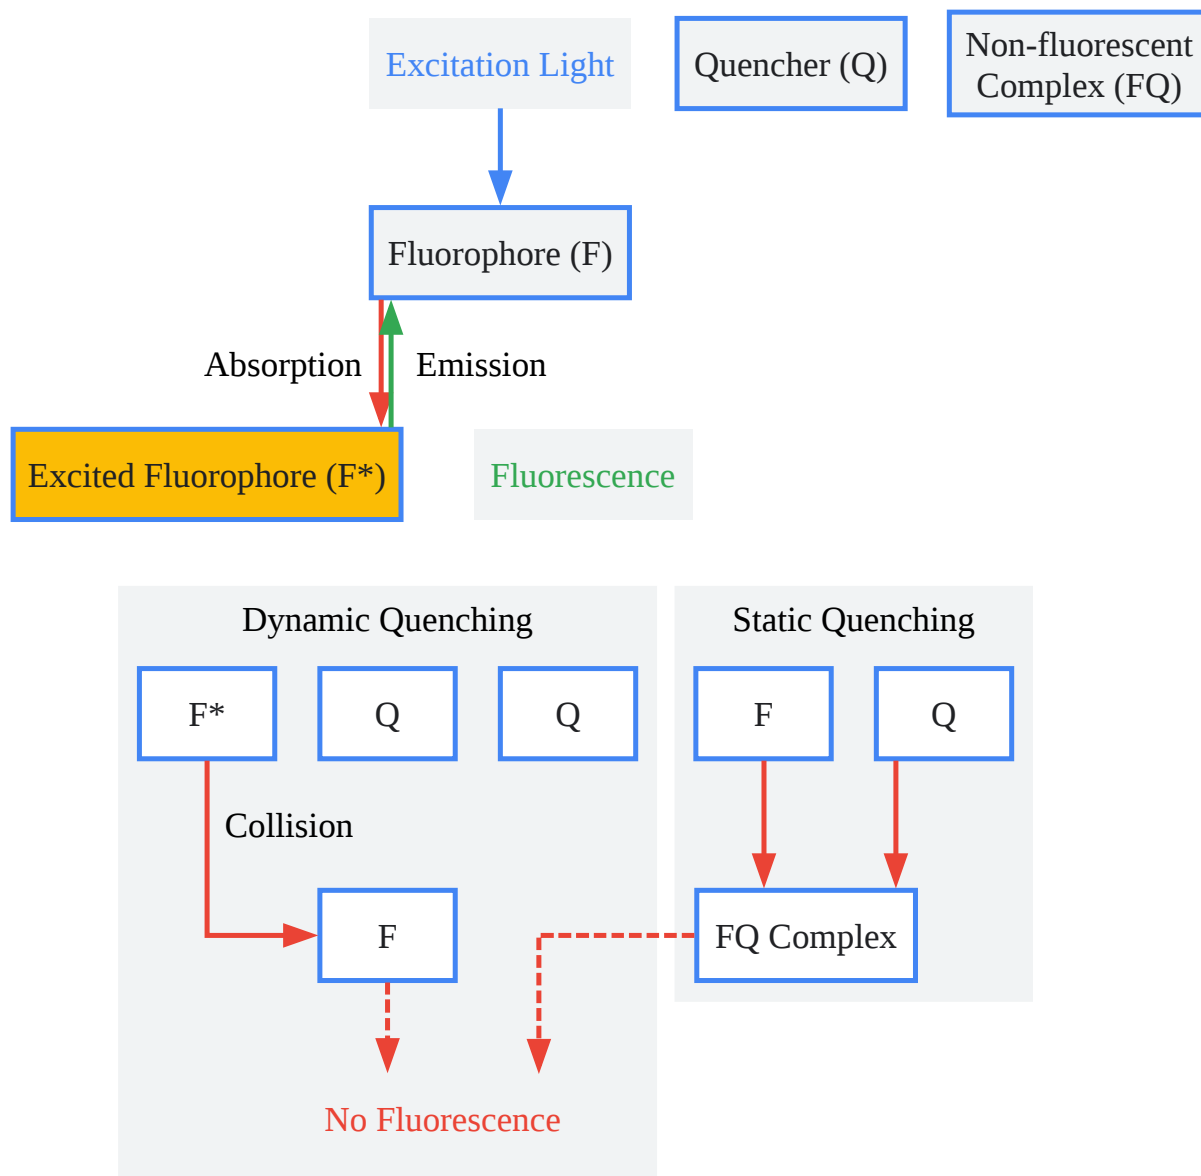 Excitation Light
Quencher (Q)
Non-fluorescent
Complex (FQ)
Fluorophore (F)
Absorption
Emission
Excited Fluorophore (F*)
Fluorescence
Dynamic Quenching
Static Quenching
F*
Q
Q
F
Q
Collision
F
FQ Complex
No Fluorescence